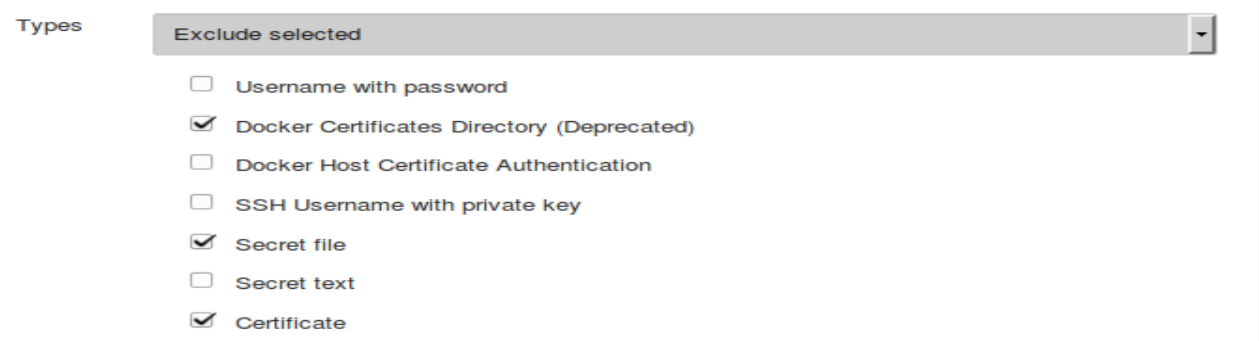 Types
Exclude selected
Username with password
Docker Certificates Directory (Deprecated)
Docker Host Certificate Authentication
SSH Username with private key
Secret file
Secret text
Certificate